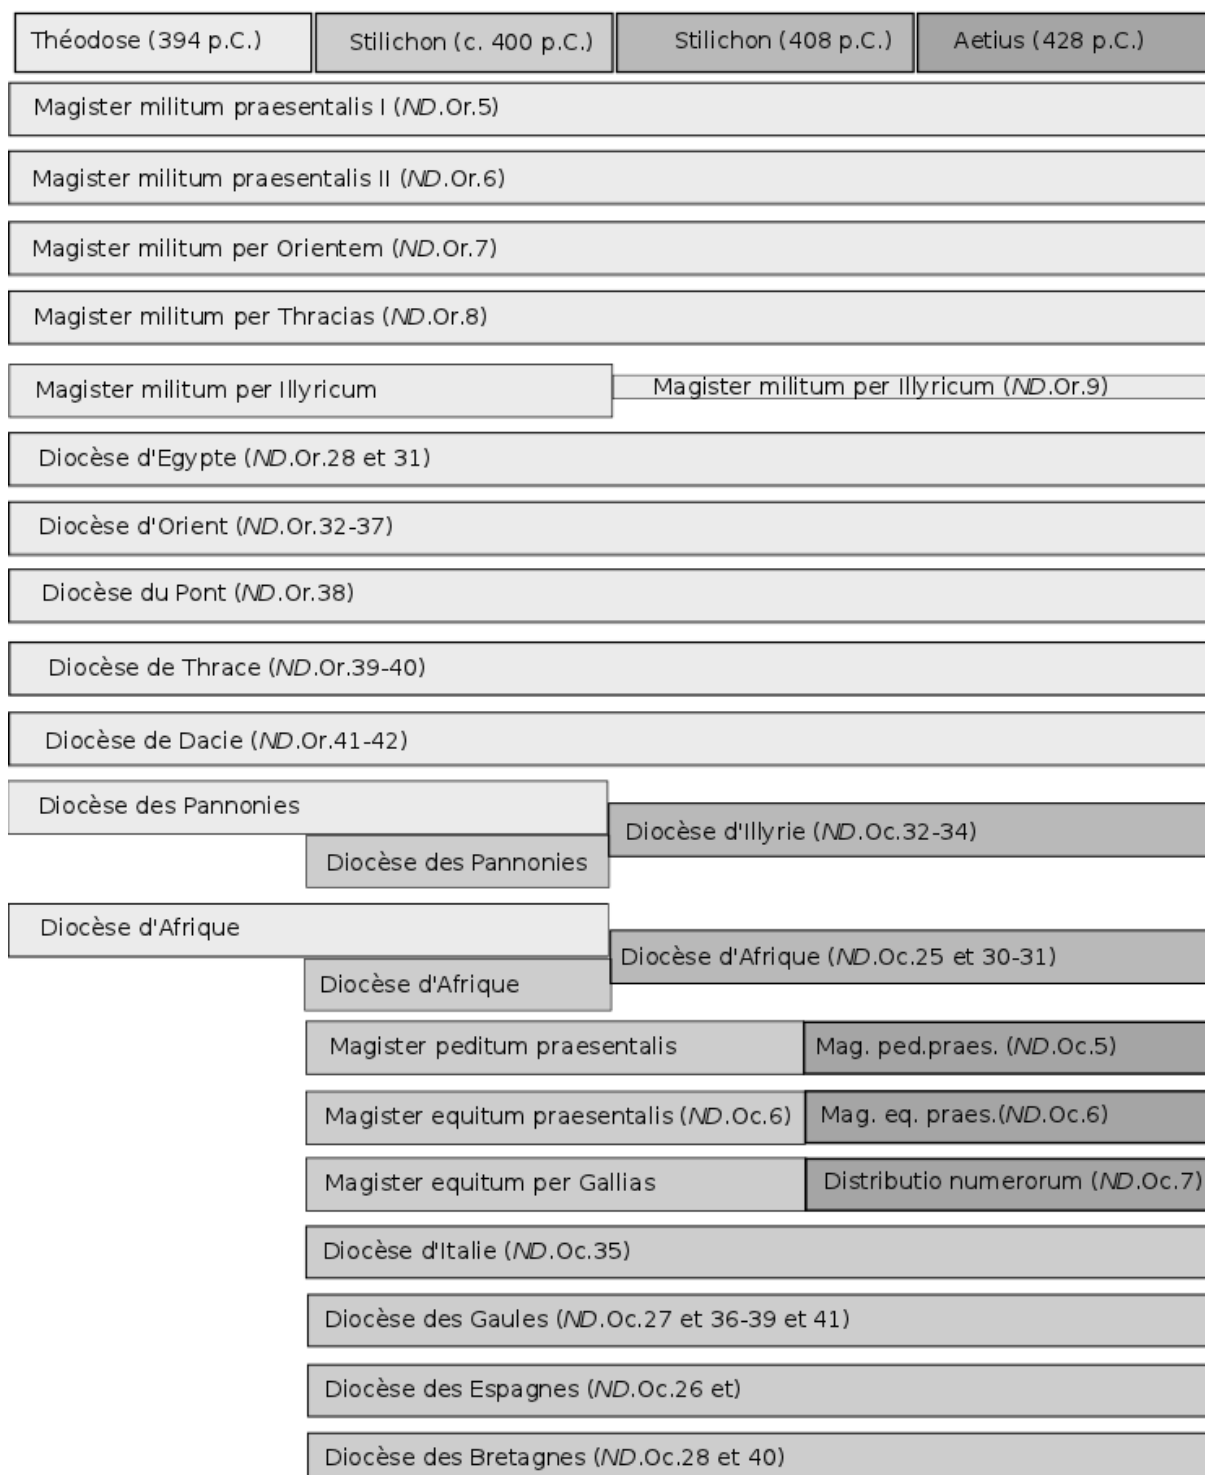 Théodose (394 p.C.)
Stilichon (c. 400 p.C.)
Stilichon (408 p.C.)
Aetius (428 p.C.)
Magister militum praesentalis I (ND.Or.5)
Magister militum praesentalis II (ND.Or.6)
Magister militum per Orientem (ND.Or.7)
Magister militum per Thracias (ND.Or.8)
Magister militum per Illyricum
Magister militum per Illyricum (ND.Or.9)
Diocèse d'Egypte (ND.Or.28 et 31)
Diocèse d'Orient (ND.Or.32-37)
Diocèse du Pont (ND.Or.38)
Diocèse de Thrace (ND.Or.39-40)
Diocèse de Dacie (ND.Or.41-42)
Diocèse des Pannonies
Diocèse d'Illyrie (ND.Oc.32-34)
Diocèse des Pannonies
Diocèse d'Afrique
Diocèse d'Afrique (ND.Oc.25 et 30-31)
Diocèse d'Afrique
Magister peditum praesentalis
Mag. ped.praes. (ND.Oc.5)
Magister equitum praesentalis (ND.Oc.6)
Mag. eq. praes.(ND.Oc.6)
Magister equitum per Gallias
Distributio numerorum (ND.Oc.7)
Diocèse d'Italie (ND.Oc.35)
Diocèse des Gaules (ND.Oc.27 et 36-39 et 41)
Diocèse des Espagnes (ND.Oc.26 et)
Diocèse des Bretagnes (ND.Oc.28 et 40)